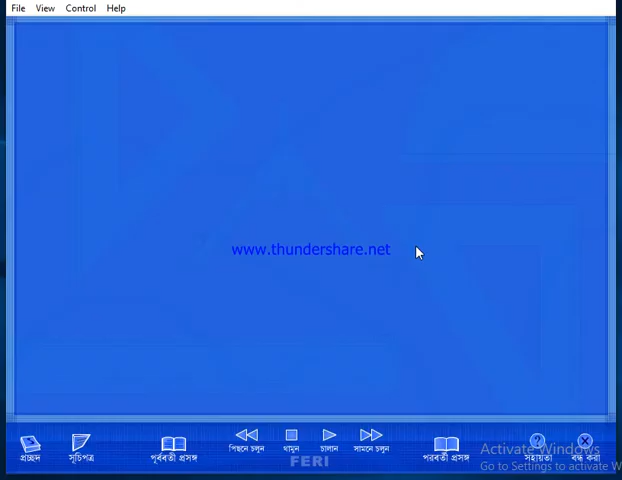 File View Control Help
www.thundershare.net
প্রচ্ছদ সূচিপত্র পূর্ববর্তী প্রসঙ্গ পিছনে চলুন থামুন চালান সামনে চলুন পরবর্তী প্রসঙ্গ সহায়তা বন্ধ করা
FERI
Activate Windows
Go to Settings to activate W